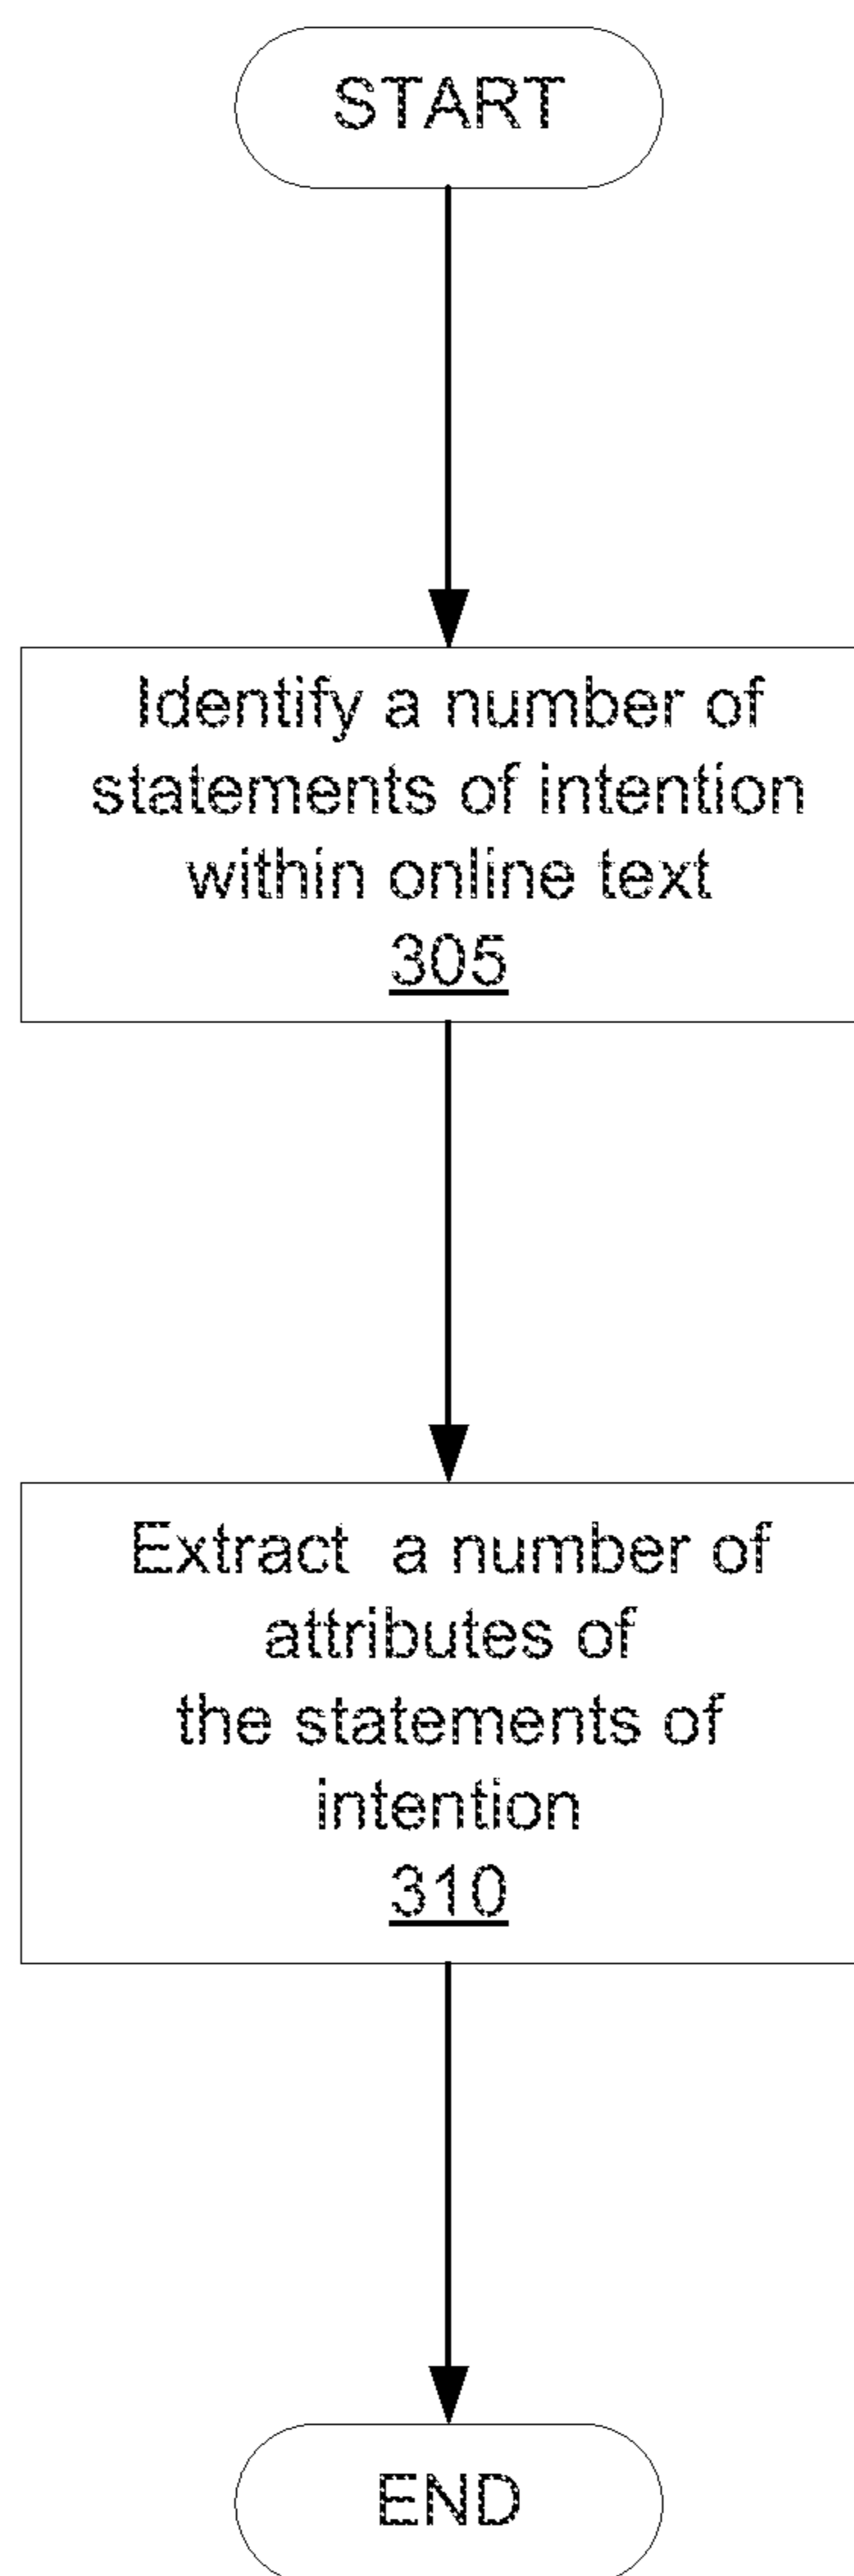 START
Identify a number of
statements of intention
within online text
305
Extract a number of
attributes of
the statements of
intention
310
END